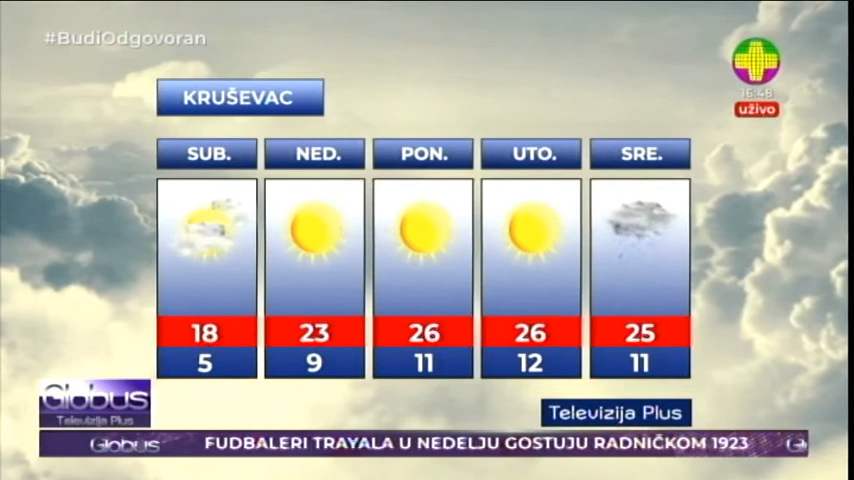 #BudiOdgovoran
16:48
uživo
KRUŠEVAC
SUB. NED. PON. UTO. SRE.
18 23 26 26 25
5 9 11 12 11
Globus
Televizija Plus
Televizija Plus
Globus FUDBALERI TRAYALA U NEDELJU GOSTUJU RADNIČKOM 1923